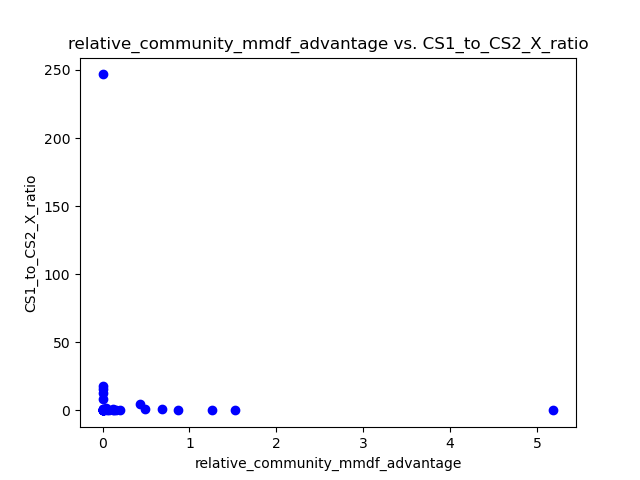 relative_community_mmdf_advantage vs. CS1_to_CS2_X_ratio
250
200
150
100
50
0
CS1_to_CS2_X_ratio
0 1 2 3 4 5
relative_community_mmdf_advantage